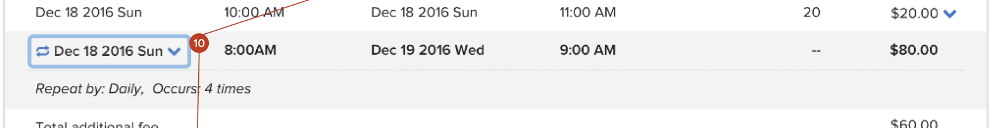 Dec 18 2016 Sun 10:00 AM Dec 18 2016 Sun 11:00 AM 20 $20.00
Dec 18 2016 Sun 10 8:00AM Dec 19 2016 Wed 9:00 AM -- $80.00
Repeat by: Daily, Occurs: 4 times
Total additional fee $60.00